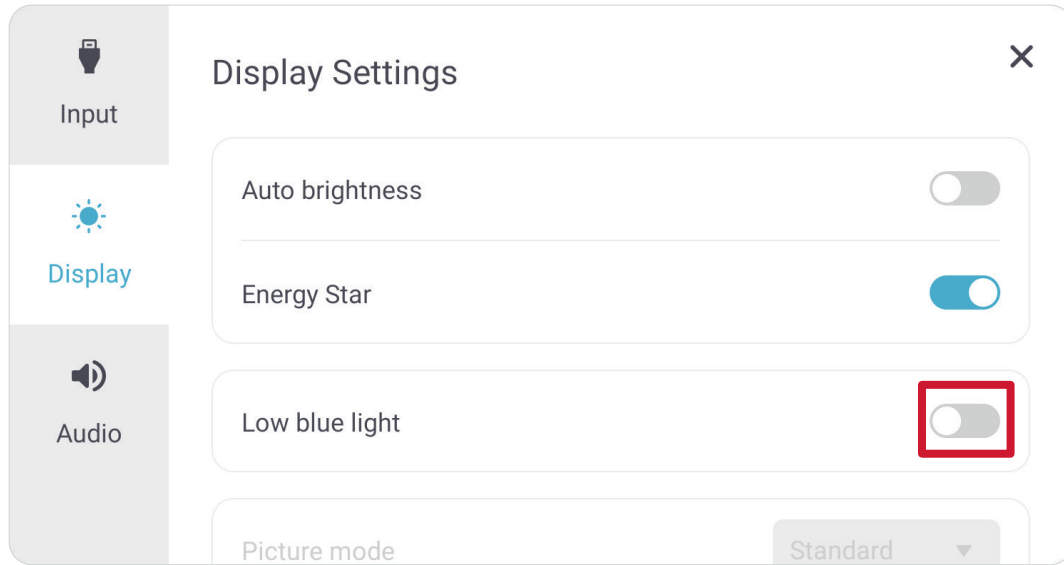 Input
Display
Audio
Display Settings
Auto brightness
Energy Star
Low blue light
Picture mode
Standard